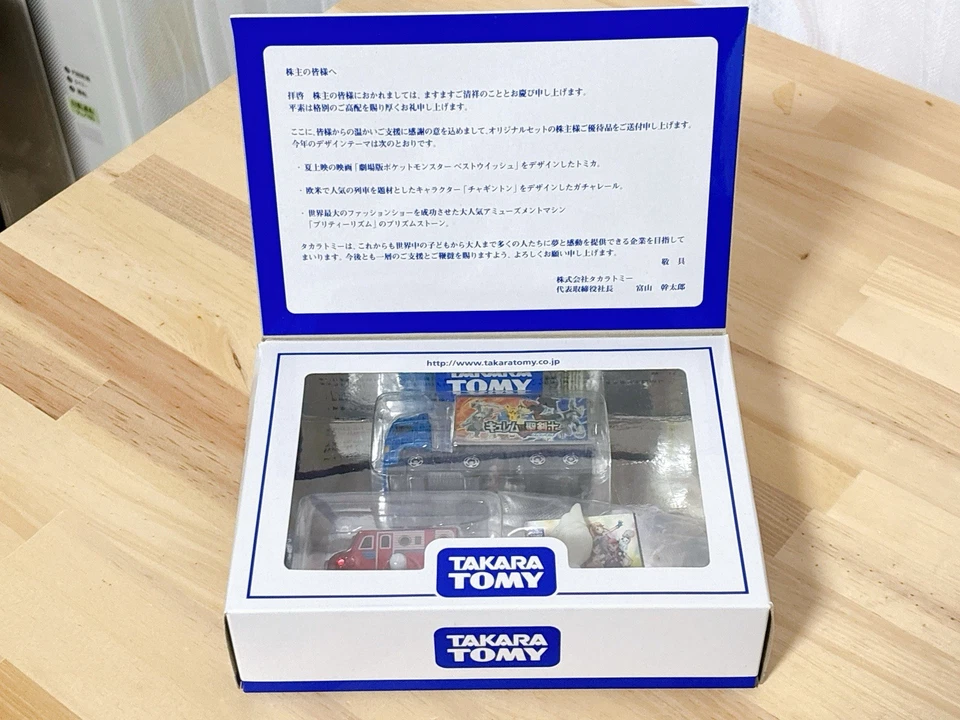 株主の皆様へ
拝啓　株主の皆様におかれましては、ますますご清祥のこととお慶び申し上げます。
平素は格別のご高配を賜り厚くお礼申し上げます。
ここに、皆様からの温かいご支援に感謝の意を込めまして、オリジナルセットの株主様ご優待品をご送付申し上げます。
今年のデザインテーマは次のとおりです。
・夏上映の映画「劇場版ポケットモンスター ベストウイッシュ」をデザインしたトミカ。
・欧米で人気の列車を題材としたキャラクター「チャギントン」をデザインしたガチャレール。
・世界最大のファッションショーを成功させた大人気アミューズメントマシン
「プリティーリズム」のプリズムストーン。
タカラトミーは、これからも世界中の子どもから大人まで多くの人たちに夢と感動を提供できる企業を目指して
まいります。今後とも一層のご支援とご鞭撻を賜りますよう、よろしくお願い申し上げます。
敬　具
株式会社タカラトミー
代表取締役社長　富山　幹太郎
http://www.takaratomy.co.jp
TAKARA
TOMY
キュレム
TAKARA
TOMY
TAKARA
TOMY